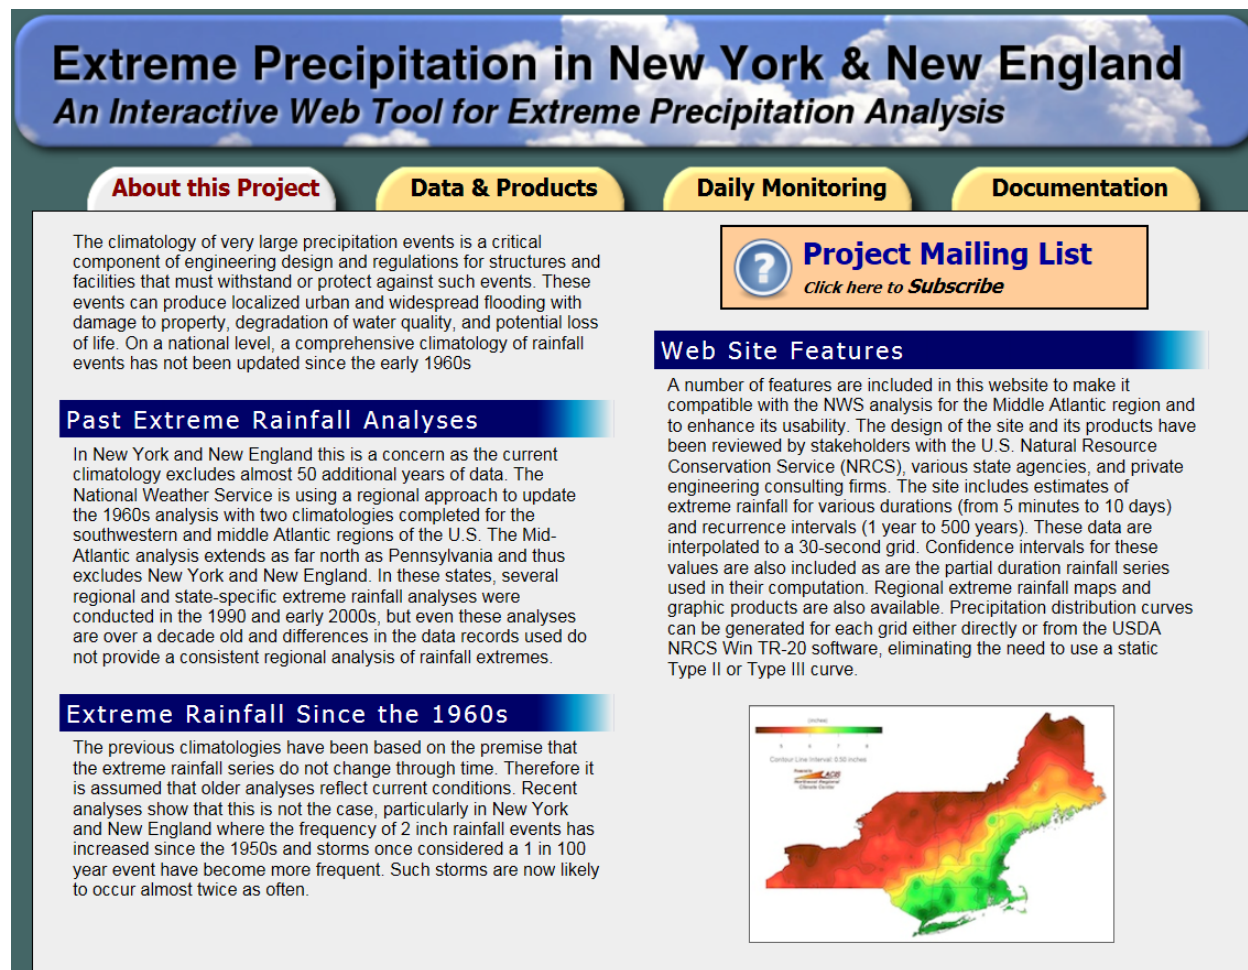 Extreme Precipitation in New York & New England
An Interactive Web Tool for Extreme Precipitation Analysis
About this Project
Data & Products
Daily Monitoring
Documentation
The climatology of very large precipitation events is a critical
component of engineering design and regulations for structures and
facilities that must withstand or protect against such events. These
events can produce localized urban and widespread flooding with
damage to property, degradation of water quality, and potential loss
of life. On a national level, a comprehensive climatology of rainfall
events has not been updated since the early 1960s
Past Extreme Rainfall Analyses
In New York and New England this is a concern as the current
climatology excludes almost 50 additional years of data. The
National Weather Service is using a regional approach to update
the 1960s analysis with two climatologies completed for the
southwestern and middle Atlantic regions of the U.S. The Mid-
Atlantic analysis extends as far north as Pennsylvania and thus
excludes New York and New England. In these states, several
regional and state-specific extreme rainfall analyses were
conducted in the 1990 and early 2000s, but even these analyses
are over a decade old and differences in the data records used do
not provide a consistent regional analysis of rainfall extremes.
Extreme Rainfall Since the 1960s
The previous climatologies have been based on the premise that
the extreme rainfall series do not change through time. Therefore it
is assumed that older analyses reflect current conditions. Recent
analyses show that this is not the case, particularly in New York
and New England where the frequency of 2 inch rainfall events has
increased since the 1950s and storms once considered a 1 in 100
year event have become more frequent. Such storms are now likely
to occur almost twice as often.
?
Project Mailing List
Click here to Subscribe
Web Site Features
A number of features are included in this website to make it
compatible with the NWS analysis for the Middle Atlantic region and
to enhance its usability. The design of the site and its products have
been reviewed by stakeholders with the U.S. Natural Resource
Conservation Service (NRCS), various state agencies, and private
engineering consulting firms. The site includes estimates of
extreme rainfall for various durations (from 5 minutes to 10 days)
and recurrence intervals (1 year to 500 years). These data are
interpolated to a 30-second grid. Confidence intervals for these
values are also included as are the partial duration rainfall series
used in their computation. Regional extreme rainfall maps and
graphic products are also available. Precipitation distribution curves
can be generated for each grid either directly or from the USDA
NRCS Win TR-20 software, eliminating the need to use a static
Type II or Type III curve.
(inches)
Contour Line Interval: 0.50 inches
Powered by
ACIS
Northeast Regional
Climate Center